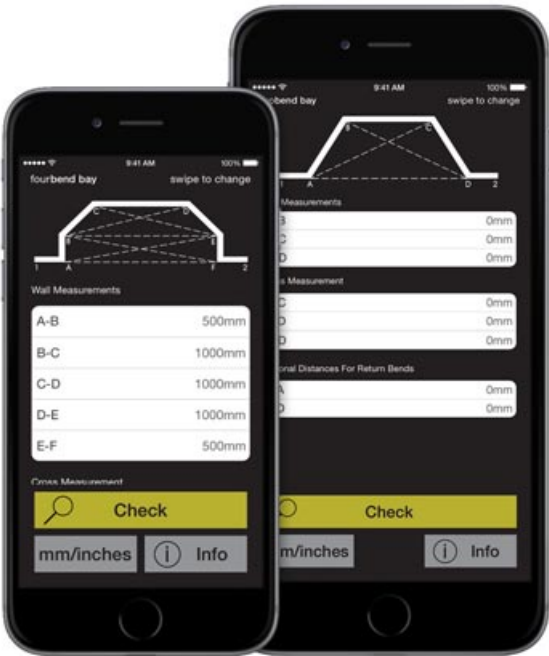 9:41 AM 100%
fourbend bay swipe to change
C D
B E
1 A F 2
Wall Measurements
A-B 500mm
B-C 1000mm
C-D 1000mm
D-E 1000mm
E-F 500mm
Cross Measurement
Check
mm/inches i Info
9:41 AM 100%
bend bay swipe to change
B C
1 A D 2
Measurements
B 0mm
C 0mm
D 0mm
Measurement
C 0mm
D 0mm
D 0mm
onal Distances For Return Bends
A 0mm
D 0mm
Check
m/inches i Info